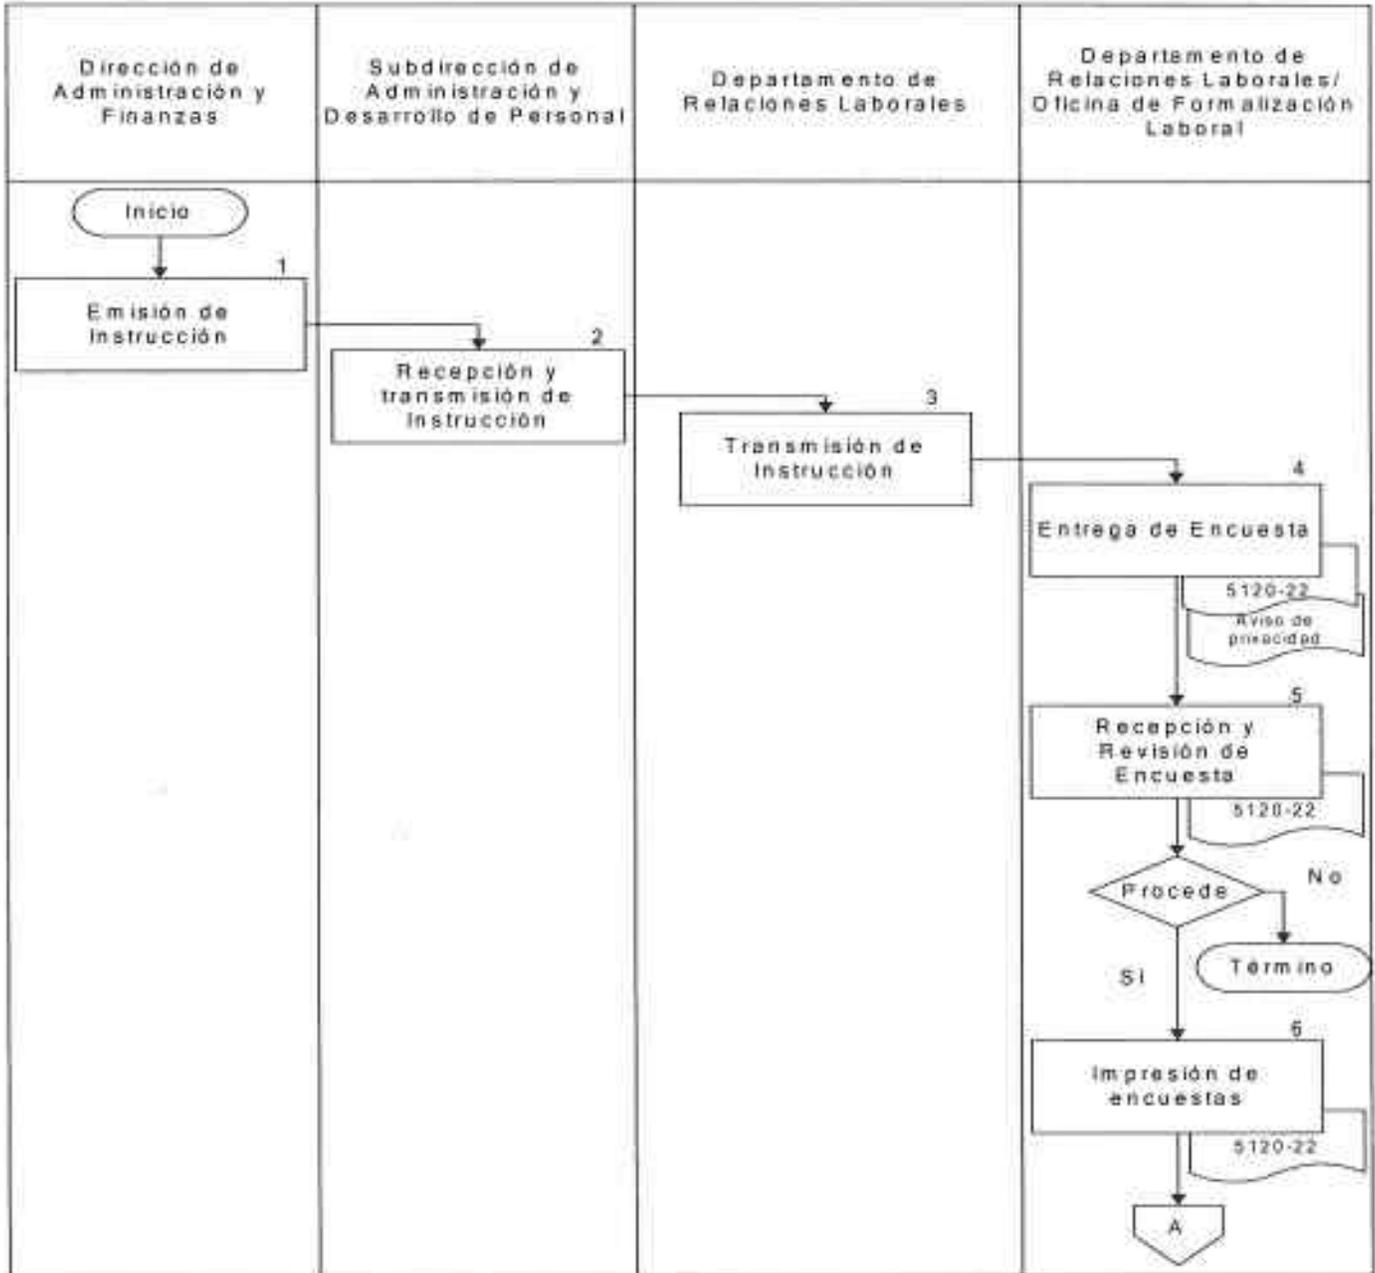 Dirección de
Administración y
Finanzas
Subdirección de
Administración y
Desarrollo de Personal
Departamento de
Relaciones Laborales
Departamento de
Relaciones Laborales/
Oficina de Formalización
Laboral
Inicio
1
Emisión de
Instrucción
2
Recepción y
transmisión de
Instrucción
3
Transmisión de
Instrucción
4
Entrega de Encuesta
5120-22
Aviso de
privacidad
5
Recepción y
Revisión de
Encuesta
5120-22
Procede
No
Término
Sí
6
Impresión de
encuestas
5120-22
A